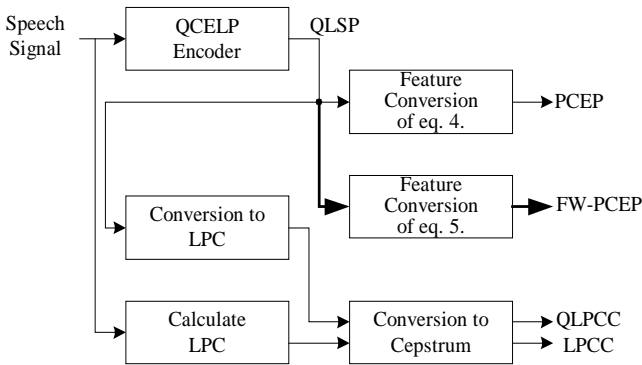 Speech
Signal
QCELP
Encoder
QLSP
Feature
Conversion
of eq. 4.
PCEP
Feature
Conversion
of eq. 5.
FW-PCEP
Conversion to
LPC
Calculate
LPC
Conversion to
Cepstrum
QLPCC
LPCC